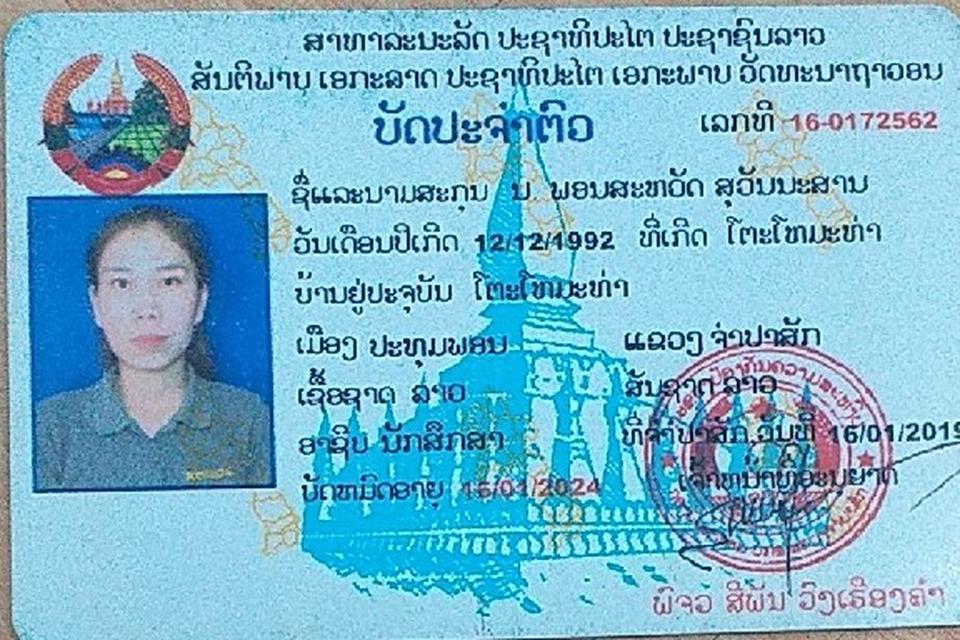 ສາທາລະນະລັດ ປະຊາທິປະໄຕ ປະຊາຊົນລາວ
ສັນຕິພາບ ເອກະລາດ ປະຊາທິປະໄຕ ເອກະພາບ ວັດທະນາຖາວອນ
ບັດປະຈຳຕົວ ເລກທີ 16-0172562
ຊື່ແລະນາມສະກຸນ ນ ພອນສະຫວັດ ສຸວັນນະສານ
ວັນເດືອນປີເກີດ 12/12/1992 ທີ່ເກີດ ໂຕະໂຫມະທ່າ
ບ້ານຢູ່ປະຈຸບັນ ໂຕະໂຫມະທ່າ
ເມືອງ ປະທຸມພອນ ແຂວງ ຈຳປາສັກ
ເຊື້ອຊາດ ລາວ ສັນຊາດ ລາວ
ອາຊີບ ນັກສຶກສາ ທີ່ຈຳປາສັກ,ວັນທີ 16/01/2019
ບັດຫມົດອາຍຸ 16/01/2024 ເຈົ້າຫນ້າທີ່ອະນຸຍາດ
ພົຈວ ສີພັນ ວົງເຮືອງຄຳ